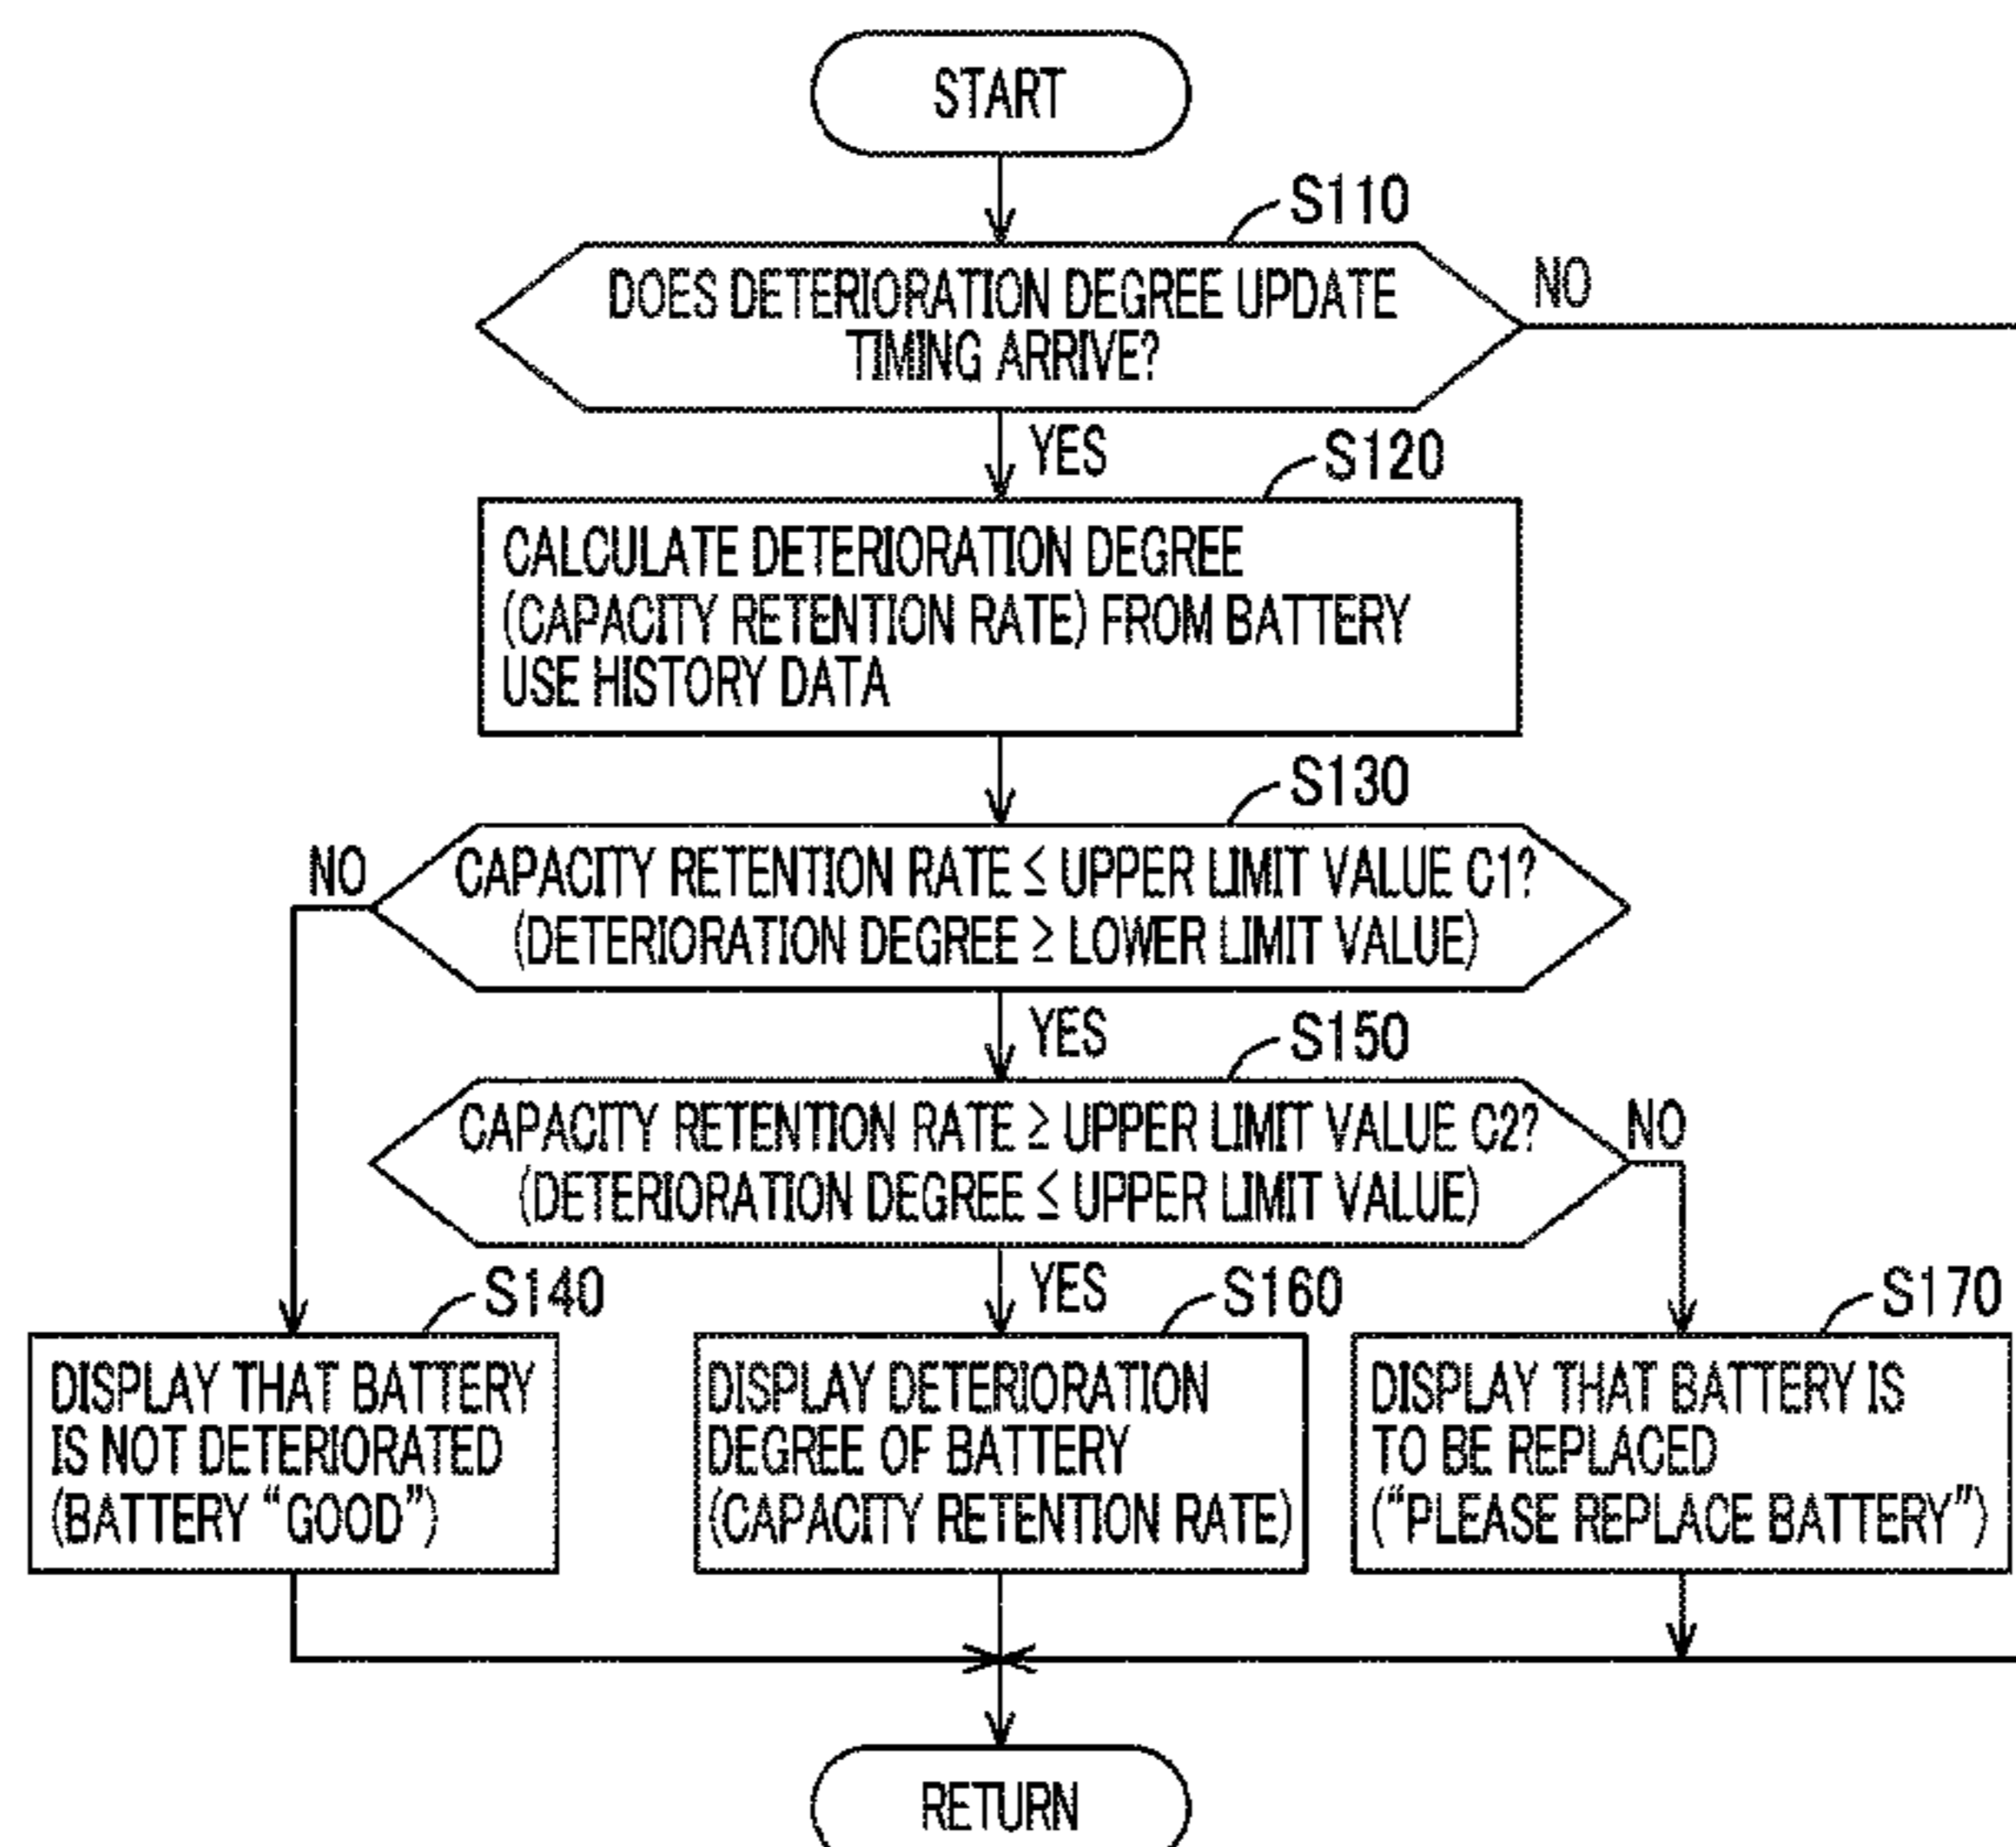 START
S110
DOES DETERIORATION DEGREE UPDATE
TIMING ARRIVE?
NO
YES
S120
CALCULATE DETERIORATION DEGREE
(CAPACITY RETENTION RATE) FROM BATTERY
USE HISTORY DATA
S130
NO
CAPACITY RETENTION RATE ≤ UPPER LIMIT VALUE C1?
(DETERIORATION DEGREE ≥ LOWER LIMIT VALUE)
YES
S150
CAPACITY RETENTION RATE ≥ UPPER LIMIT VALUE C2?
(DETERIORATION DEGREE ≤ UPPER LIMIT VALUE)
NO
S140
YES
S160
S170
DISPLAY THAT BATTERY
IS NOT DETERIORATED
(BATTERY “GOOD”)
DISPLAY DETERIORATION
DEGREE OF BATTERY
(CAPACITY RETENTION RATE)
DISPLAY THAT BATTERY IS
TO BE REPLACED
(“PLEASE REPLACE BATTERY”)
RETURN